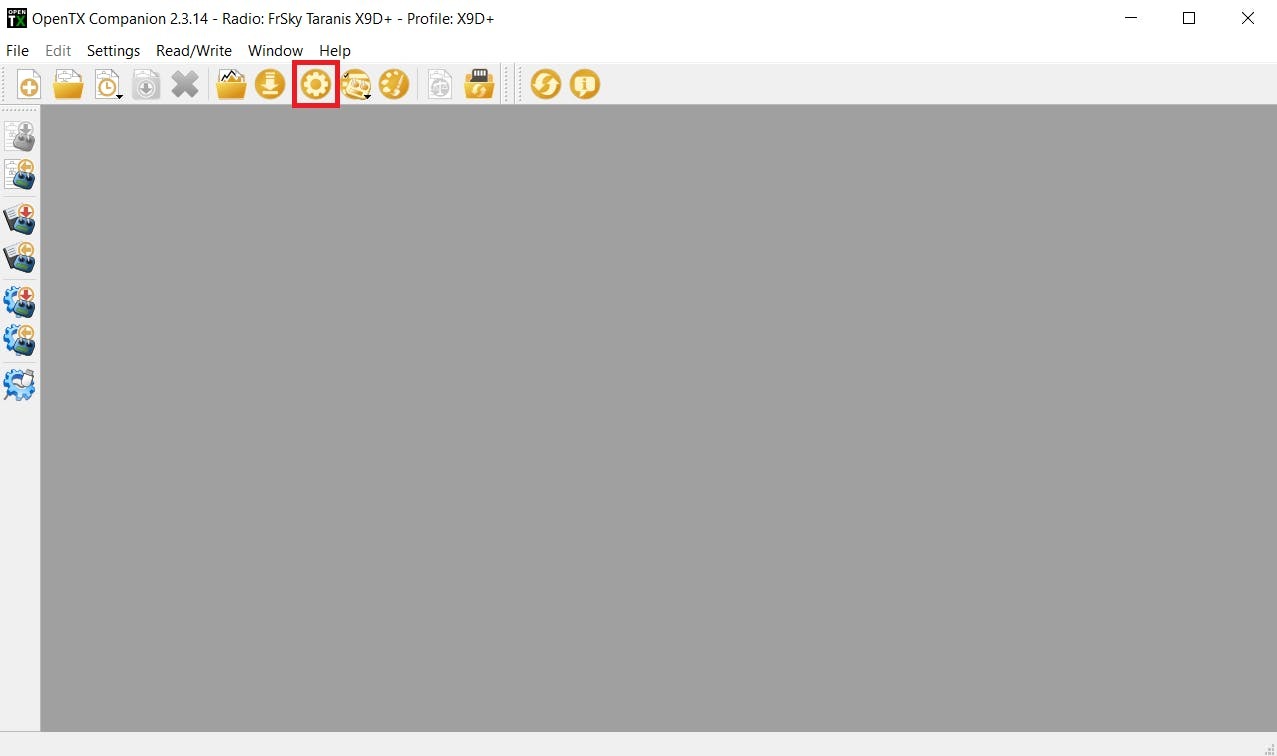 OPEN
TX
OpenTX Companion 2.3.14 - Radio: FrSky Taranis X9D+ - Profile: X9D+
File Edit Settings Read/Write Window Help